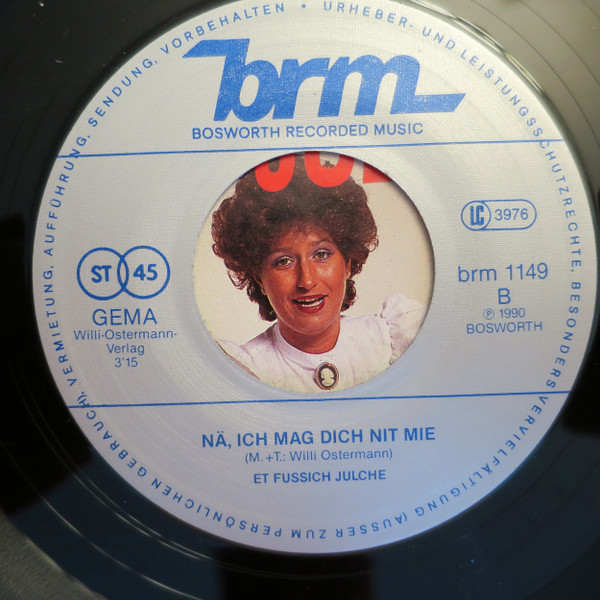 SENDUNG, VORBEHALTEN • URHEBER- UND LEISTUNGSSCHUTZRECHTE, BESONDERS VERVIELFÄLTIGUNG (AUSSER ZUM PERSÖNLICHEN GEBRAUCH), VERMIETUNG, AUFFÜHRUNG,
brm
BOSWORTH RECORDED MUSIC
LC 3976
ST 45
GEMA
Willi-Ostermann-
Verlag
3'15
brm 1149
B
℗ 1990
BOSWORTH
NÄ, ICH MAG DICH NIT MIE
(M. +T.: Willi Ostermann)
ET FUSSICH JULCHE